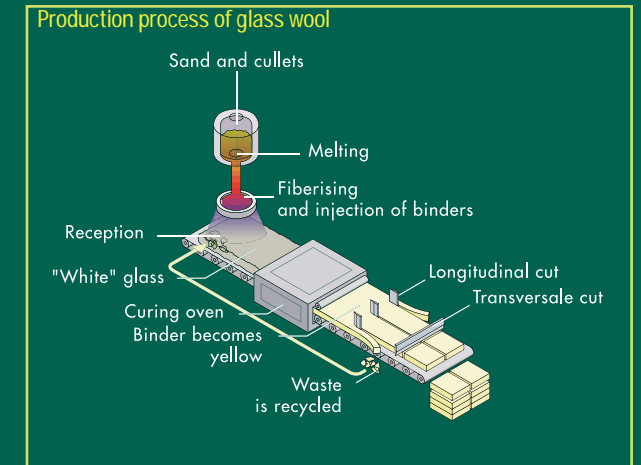 Production process of glass wool
Sand and cullets
Melting
Fiberising
and injection of binders
Reception
"White" glass
Curing oven
Binder becomes
yellow
Longitudinal cut
Transversale cut
Waste
is recycled